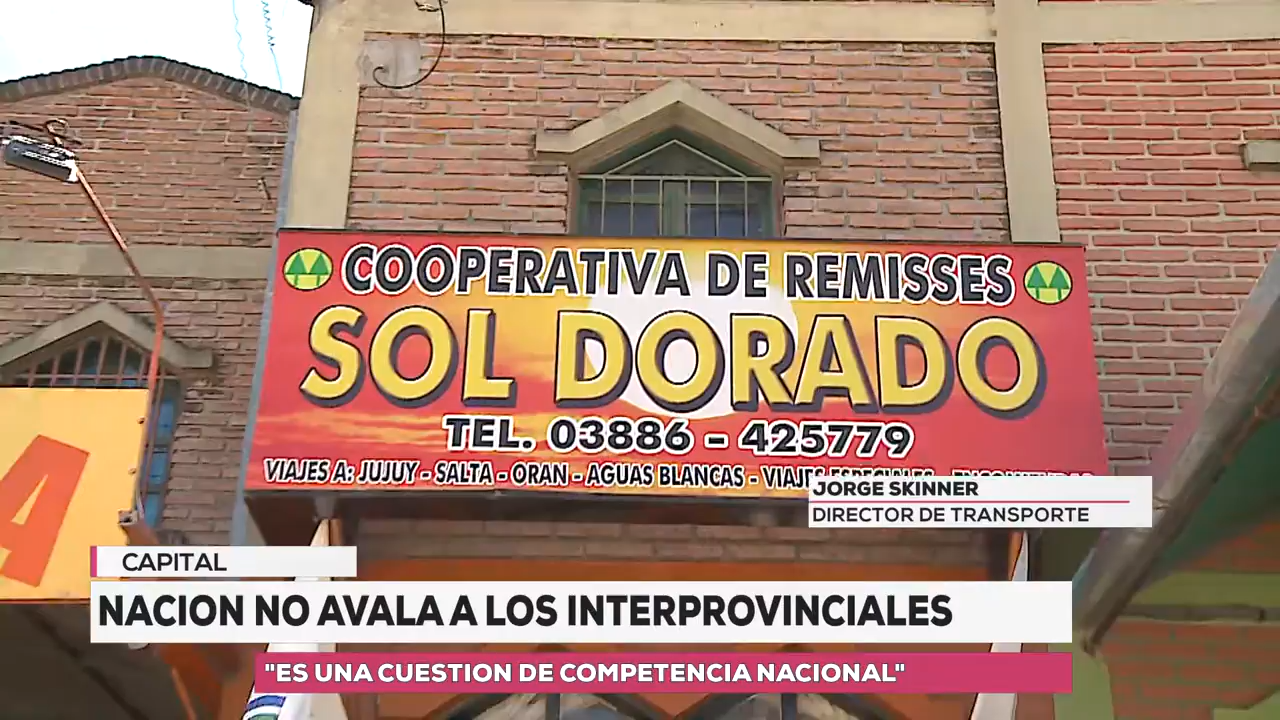 COOPERATIVA DE REMISSES
SOL DORADO
TEL. 03886 - 425779
VIAJES A: JUJUY - SALTA - ORAN - AGUAS BLANCAS - VIAJES ESPECIALES -
A
JORGE SKINNER
DIRECTOR DE TRANSPORTE
CAPITAL
NACION NO AVALA A LOS INTERPROVINCIALES
"ES UNA CUESTION DE COMPETENCIA NACIONAL"